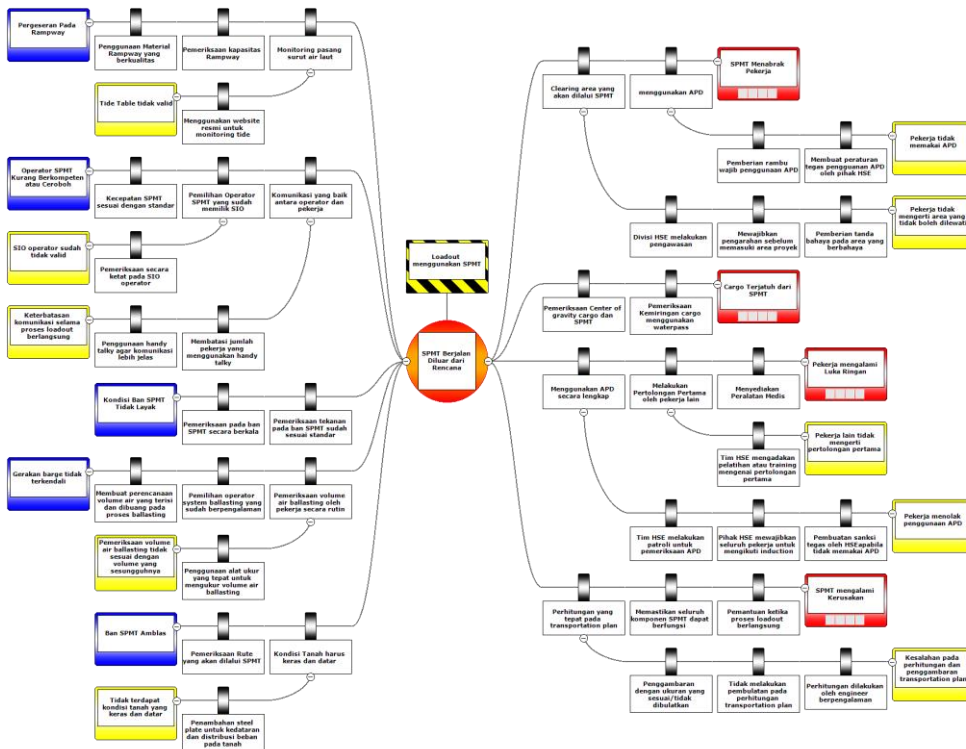 Pergeseran Pada
Rampway
Penggunaan Material
Rampway yang
berkualitas
Pemeriksaan kapasitas
Rampway
Monitoring pasang
surut air laut
Tide Table tidak valid
Menggunakan website
resmi untuk
monitoring tide
Operator SPMT
Kurang Berkompeten
atau Ceroboh
Kecepatan SPMT
sesuai dengan standar
Pemilihan Operator
SPMT yang sudah
memilik SIO
Komunikasi yang baik
antara operator dan
pekerja
SIO operator sudah
tidak valid
Pemeriksaan secara
ketat pada SIO
operator
Keterbatasan
komunikasi selama
proses loadout
berlangsung
Penggunaan handy
talky agar komunikasi
lebih jelas
Membatasi jumlah
pekerja yang
menggunakan handy
talky
Kondisi Ban SPMT
Tidak Layak
Pemeriksaan pada ban
SPMT secara berkala
Pemeriksaan tekanan
pada ban SPMT sudah
sesuai standar
Gerakan barge tidak
terkendali
Membuat perencanaan
volume air yang terisi
dan dibuang pada
proses ballasting
Pemilihan operator
system ballasting yang
sudah berpengalaman
Pemeriksaan volume
air ballasting oleh
pekerja secara rutin
Pemeriksaan volume
air ballasting tidak
sesuai dengan
volume yang
sesungguhnya
Penggunaan alat ukur
yang tepat untuk
mengukur volume air
ballasting
Ban SPMT Amblas
Pemeriksaan Rute
yang akan dilalui SPMT
Kondisi Tanah harus
keras dan datar
Tidak terdapat
kondisi tanah yang
keras dan datar
Penambahan steel
plate untuk kedataran
dan distribusi beban
pada tanah
Loadout
menggunakan SPMT
SPMT Berjalan
Diluar dari
Rencana
Clearing area yang
akan dilalui SPMT
menggunakan APD
SPMT Menabrak
Pekerja
Pemberian rambu
wajib penggunaan APD
Membuat peraturan
tegas pengguanan APD
oleh pihak HSE
Pekerja tidak
memakai APD
Divisi HSE melakukan
pengawasan
Mewajibkan
pengarahan sebelum
memasuki area proyek
Pemberian tanda
bahaya pada area yang
berbahaya
Pekerja tidak
mengerti area yang
tidak boleh dilewati
Pemeriksaan Center of
gravity cargo dan
SPMT
Pemeriksaan
Kemiringan cargo
menggunakan
waterpass
Cargo Terjatuh dari
SPMT
Menggunakan APD
secara lengkap
Melakukan
Pertolongan Pertama
oleh pekerja lain
Menyediakan
Peralatan Medis
Pekerja mengalami
Luka Ringan
Tim HSE mengadakan
pelatihan atau training
mengenai pertolongan
pertama
Pekerja lain tidak
mengerti
pertolongan pertama
Tim HSE melakukan
patroli untuk
pemeriksaan APD
Pihak HSE mewajibkan
seluruh pekerja untuk
mengikuti induction
Pembuatan sanksi
tegas oleh HSEapabila
tidak memakai APD
Pekerja menolak
penggunaan APD
Perhitungan yang
tepat pada
transportation plan
Memastikan seluruh
komponen SPMT dapat
berfungsi
Pemantuan ketika
proses loadout
berlangsung
SPMT mengalami
Kerusakan
Penggambaran
dengan ukuran yang
sesuai/tidak
dibulatkan
Tidak melakukan
pembulatan pada
perhitungan
transportation plan
Perhitungan dilakukan
oleh engineer
berpengalaman
Kesalahan pada
perhitungan dan
penggambaran
transportation plan